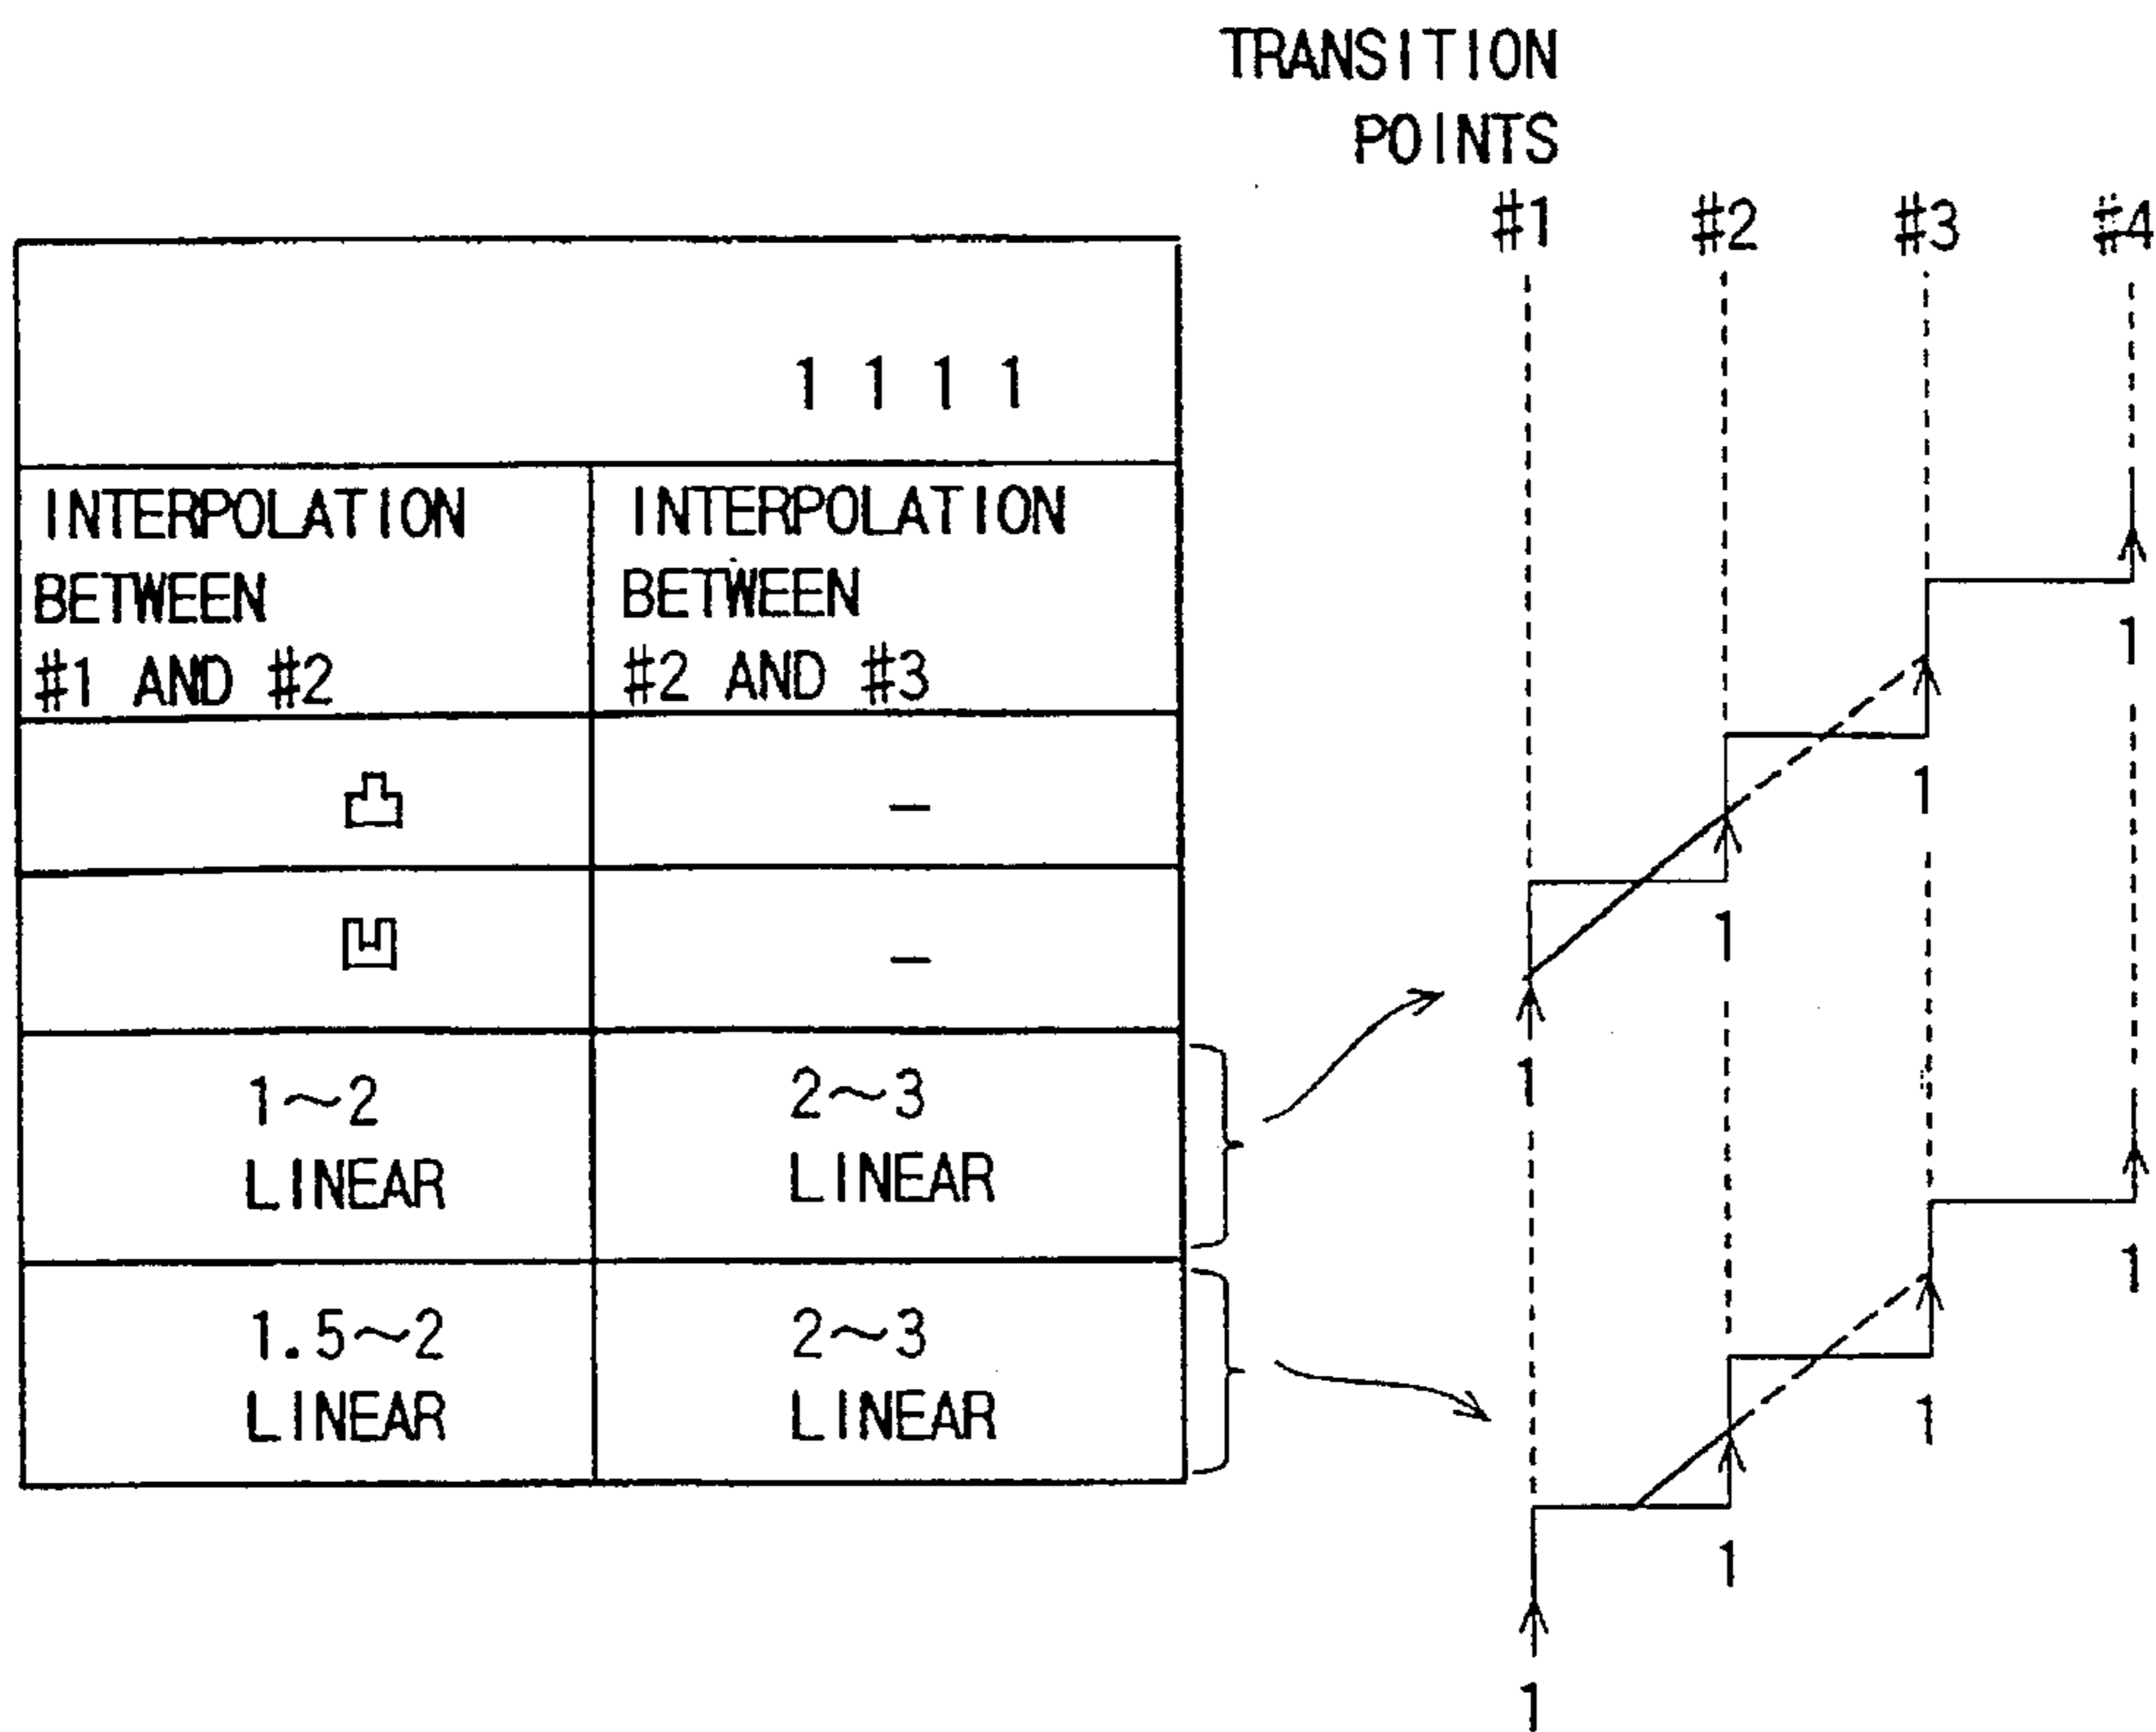 TRANSITION
POINTS
#1 #2 #3 #4
1 1 1 1
INTERPOLATION
BETWEEN
#1 AND #2
INTERPOLATION
BETWEEN
#2 AND #3
–
–
1～2
LINEAR
2～3
LINEAR
1.5～2
LINEAR
2～3
LINEAR
1
1
1
1
1
1
1
1